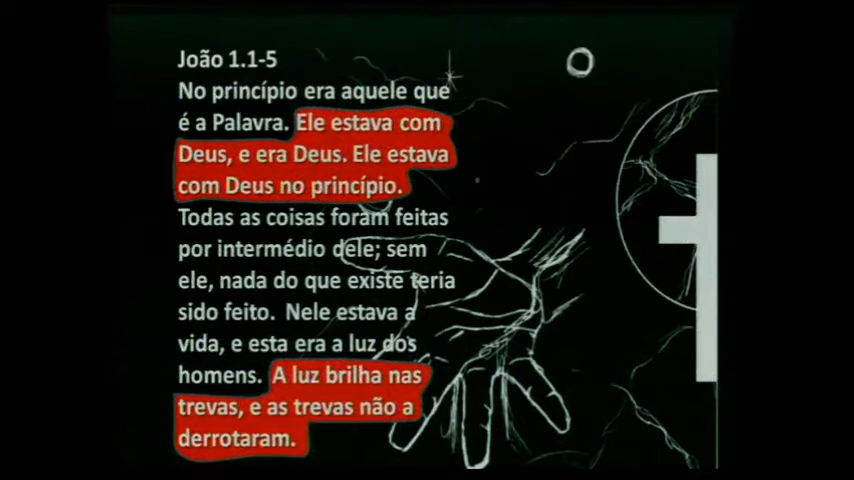 João 1.1-5
No princípio era aquele que
é a Palavra. Ele estava com
Deus, e era Deus. Ele estava
com Deus no princípio.
Todas as coisas foram feitas
por intermédio dele; sem
ele, nada do que existe teria
sido feito.  Nele estava a
vida, e esta era a luz dos
homens.  A luz brilha nas
trevas, e as trevas não a
derrotaram.